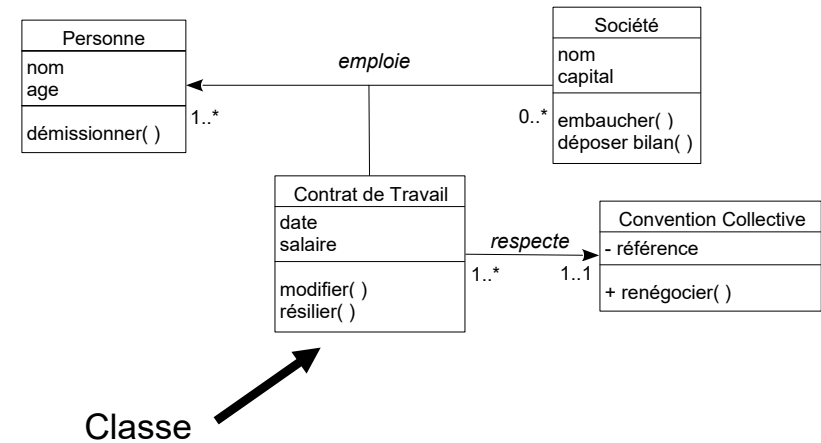 Personne
nom
age
démissionner( )
1..*
emploie
Société
nom
capital
embaucher( )
déposer bilan( )
0..*
Contrat de Travail
date
salaire
modifier( )
résilier( )
respecte
1..*
1..1
Convention Collective
- référence
+ renégocier( )
Classe